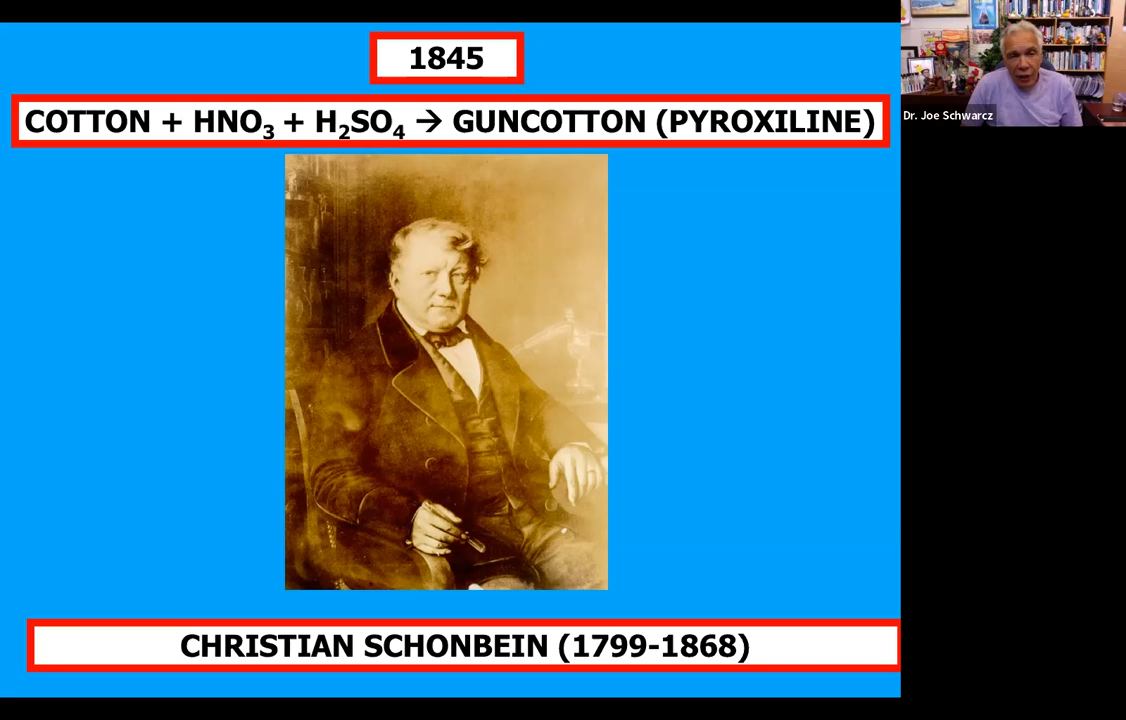 1845
COTTON + HNO₃ + H₂SO₄ → GUNCOTTON (PYROXILINE)
Dr. Joe Schwarcz
CHRISTIAN SCHONBEIN (1799-1868)